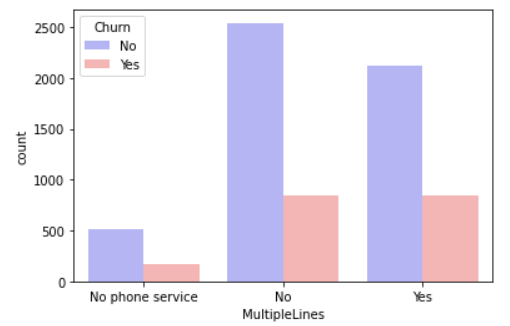 Churn
No
Yes
2500
2000
1500
1000
500
0
count
No phone service
No
Yes
MultipleLines